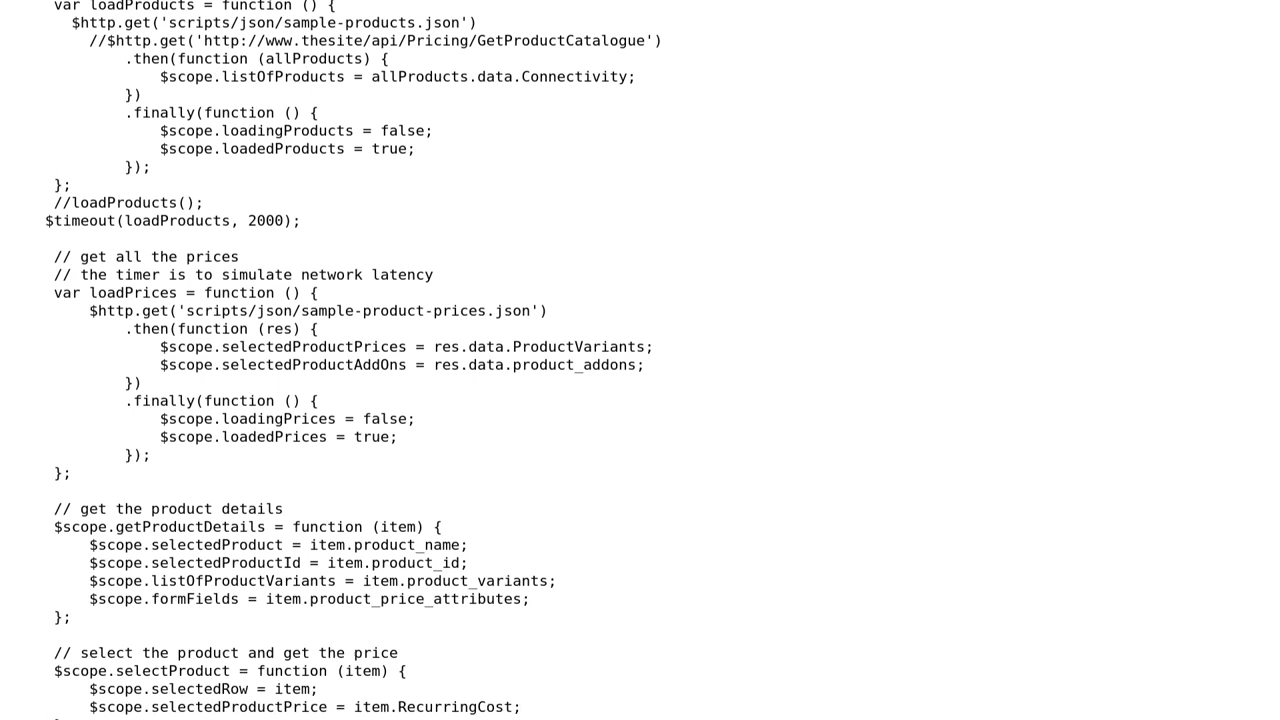 var loadProducts = function () {
$http.get('scripts/json/sample-products.json')
//$http.get('http://www.thesite/api/Pricing/GetProductCatalogue')
.then(function (allProducts) {
$scope.listOfProducts = allProducts.data.Connectivity;
})
.finally(function () {
$scope.loadingProducts = false;
$scope.loadedProducts = true;
});
};
//loadProducts();
$timeout(loadProducts, 2000);
// get all the prices
// the timer is to simulate network latency
var loadPrices = function () {
$http.get('scripts/json/sample-product-prices.json')
.then(function (res) {
$scope.selectedProductPrices = res.data.ProductVariants;
$scope.selectedProductAddOns = res.data.product_addons;
})
.finally(function () {
$scope.loadingPrices = false;
$scope.loadedPrices = true;
});
};
// get the product details
$scope.getProductDetails = function (item) {
$scope.selectedProduct = item.product_name;
$scope.selectedProductId = item.product_id;
$scope.listOfProductVariants = item.product_variants;
$scope.formFields = item.product_price_attributes;
};
// select the product and get the price
$scope.selectProduct = function (item) {
$scope.selectedRow = item;
$scope.selectedProductPrice = item.RecurringCost;